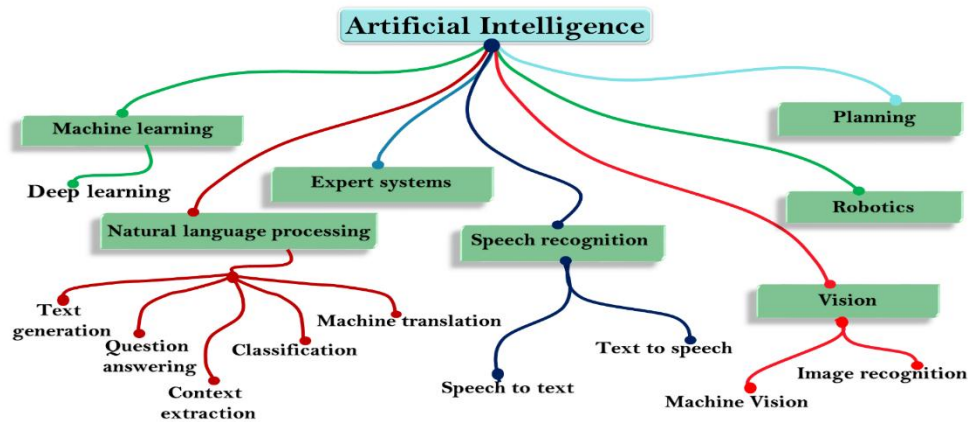 Artificial Intelligence
Machine learning
Planning
Deep learning
Expert systems
Robotics
Natural language processing
Speech recognition
Vision
Text
generation
Question
answering
Context
extraction
Classification
Machine translation
Speech to text
Text to speech
Machine Vision
Image recognition